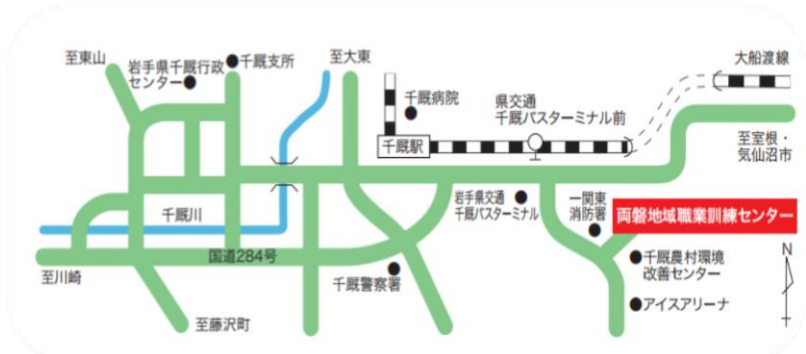 至東山
岩手県千厩行政
センター●
●千厩支所
至大東
大船渡線
千厩病院
県交通
千厩バスターミナル前
千厩駅
至室根・
気仙沼市
岩手県交通
千厩バスターミナル
一関東
消防署
両磐地域職業訓練センター
千厩川
国道284号
至川崎
千厩警察署
●千厩農村環境
改善センター
●アイスアリーナ
至藤沢町
N